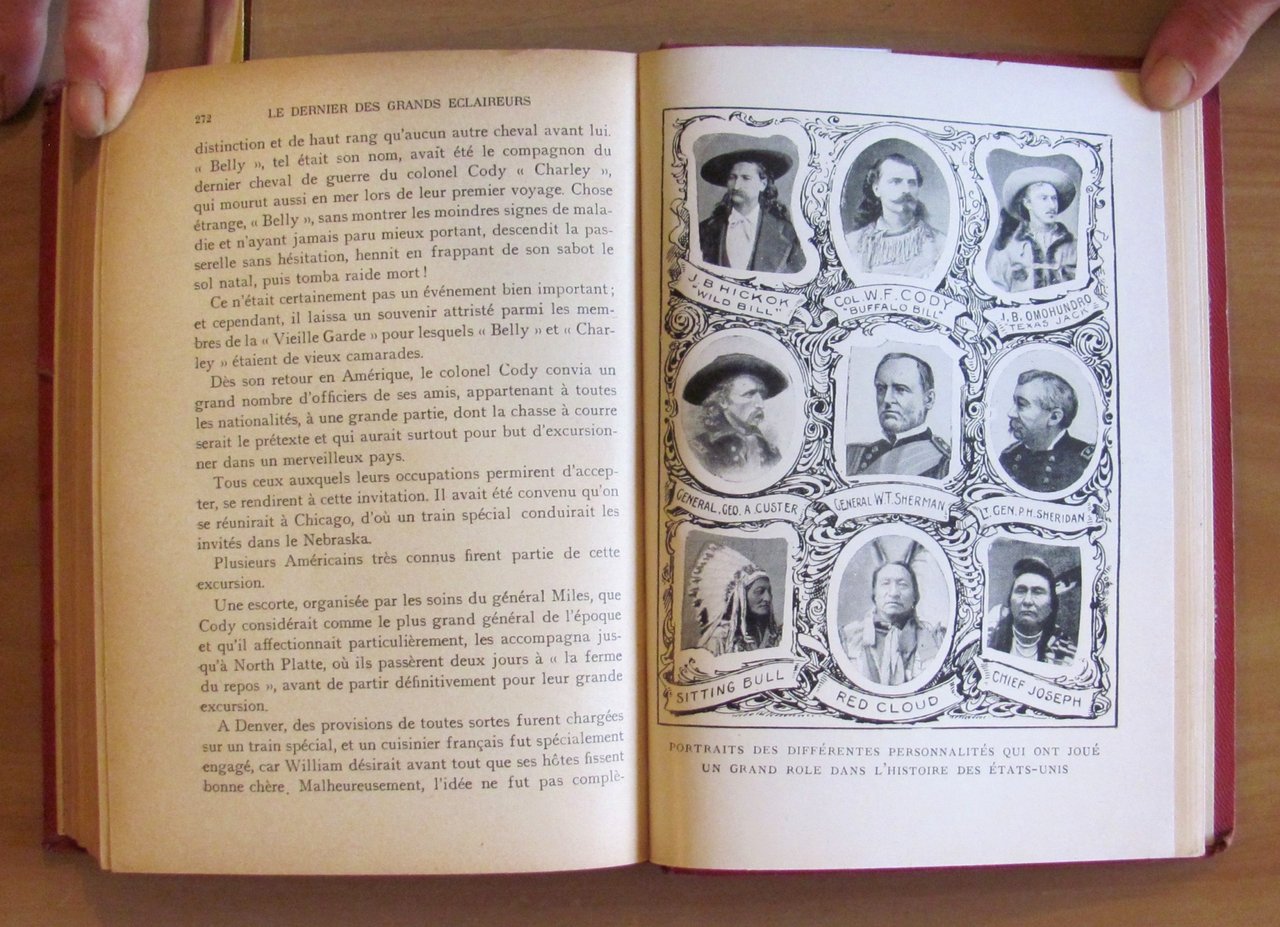 272 LE DERNIER DES GRANDS ECLAIREURS
distinction et de haut rang qu'aucun autre cheval avant lui.
« Belly », tel était son nom, avait été le compagnon du
dernier cheval de guerre du colonel Cody « Charley »,
qui mourut aussi en mer lors de leur premier voyage. Chose
étrange, « Belly », sans montrer les moindres signes de mala-
die et n'ayant jamais paru mieux portant, descendit la pas-
serelle sans hésitation, hennit en frappant de son sabot le
sol natal, puis tomba raide mort !
Ce n'était certainement pas un événement bien important ;
et cependant, il laissa un souvenir attristé parmi les mem-
bres de la « Vieille Garde » pour lesquels « Belly » et « Char-
ley » étaient de vieux camarades.
Dès son retour en Amérique, le colonel Cody convia un
grand nombre d'officiers de ses amis, appartenant à toutes
les nationalités, à une grande partie, dont la chasse à courre
serait le prétexte et qui aurait surtout pour but d'excursion-
ner dans un merveilleux pays.
Tous ceux auxquels leurs occupations permirent d'accep-
ter, se rendirent à cette invitation. Il avait été convenu qu'on
se réunirait à Chicago, d'où un train spécial conduirait les
invités dans le Nebraska.
Plusieurs Américains très connus firent partie de cette
excursion.
Une escorte, organisée par les soins du général Miles, que
Cody considérait comme le plus grand général de l'époque
et qu'il affectionnait particulièrement, les accompagna jus-
qu'à North Platte, où ils passèrent deux jours à « la ferme
du repos », avant de partir définitivement pour leur grande
excursion.
A Denver, des provisions de toutes sortes furent chargées
sur un train spécial, et un cuisinier français fut spécialement
engagé, car William désirait avant tout que ses hôtes fissent
bonne chère. Malheureusement, l'idée ne fut pas complè-
J.B HICKOK
"WILD BILL"
COL. W.F. CODY
"BUFFALO BILL"
J.B. OMOHUNDRO
"TEXAS JACK"
GENERAL, GEO. A. CUSTER
GENERAL W.T. SHERMAN
LT. GEN. P.H. SHERIDAN
SITTING BULL
RED CLOUD
CHIEF JOSEPH
PORTRAITS DES DIFFÉRENTES PERSONNALITÉS QUI ONT JOUÉ
UN GRAND ROLE DANS L'HISTOIRE DES ÉTATS-UNIS